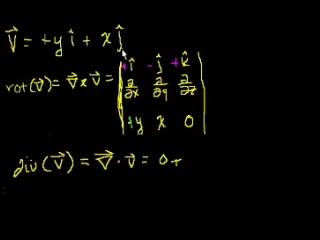 V⃗ = +y î + x ĵ
rot(v⃗) = ∇⃗ × v⃗ = | +î -ĵ +k̂ |
| ∂/∂x ∂/∂y ∂/∂z |
| +y x 0 |
div(v⃗) = ∇⃗ · v⃗ = 0 +